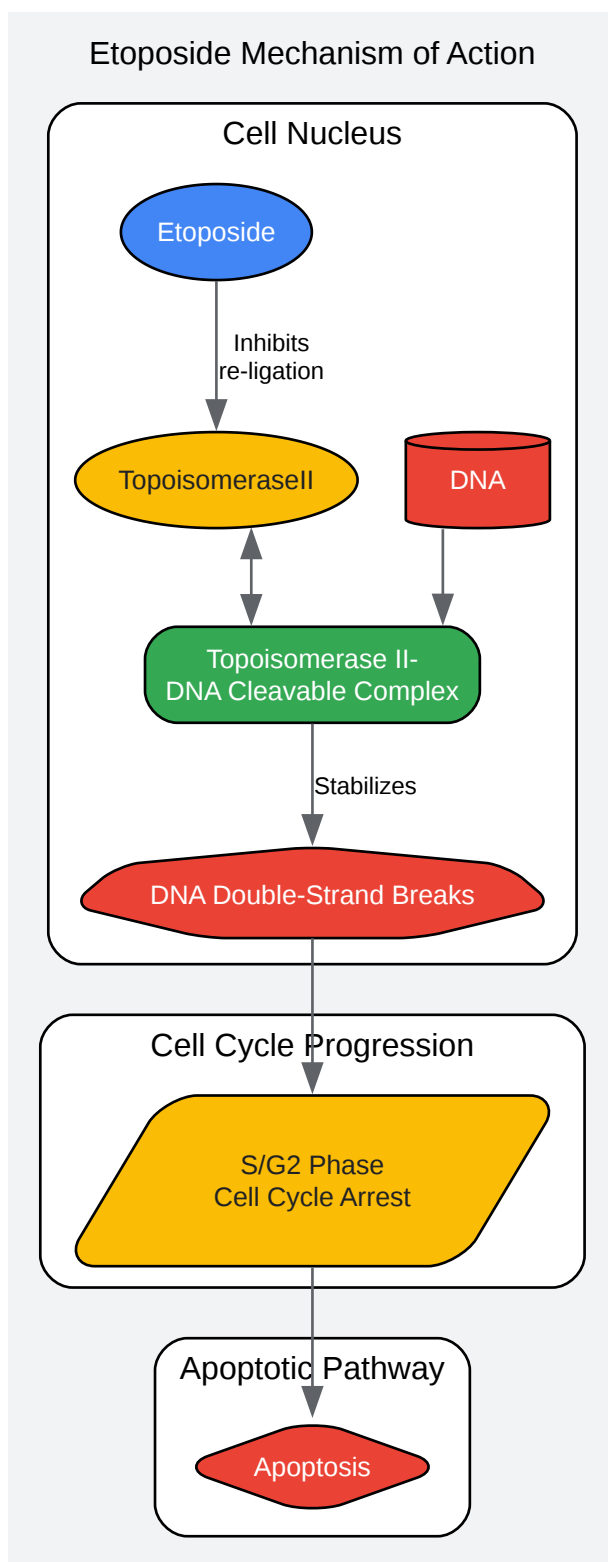 Etoposide Mechanism of Action
Cell Nucleus
Etoposide
Inhibits
re-ligation
TopoisomeraseII
DNA
Topoisomerase II-
DNA Cleavable Complex
Stabilizes
DNA Double-Strand Breaks
Cell Cycle Progression
S/G2 Phase
Cell Cycle Arrest
Apoptotic Pathway
Apoptosis